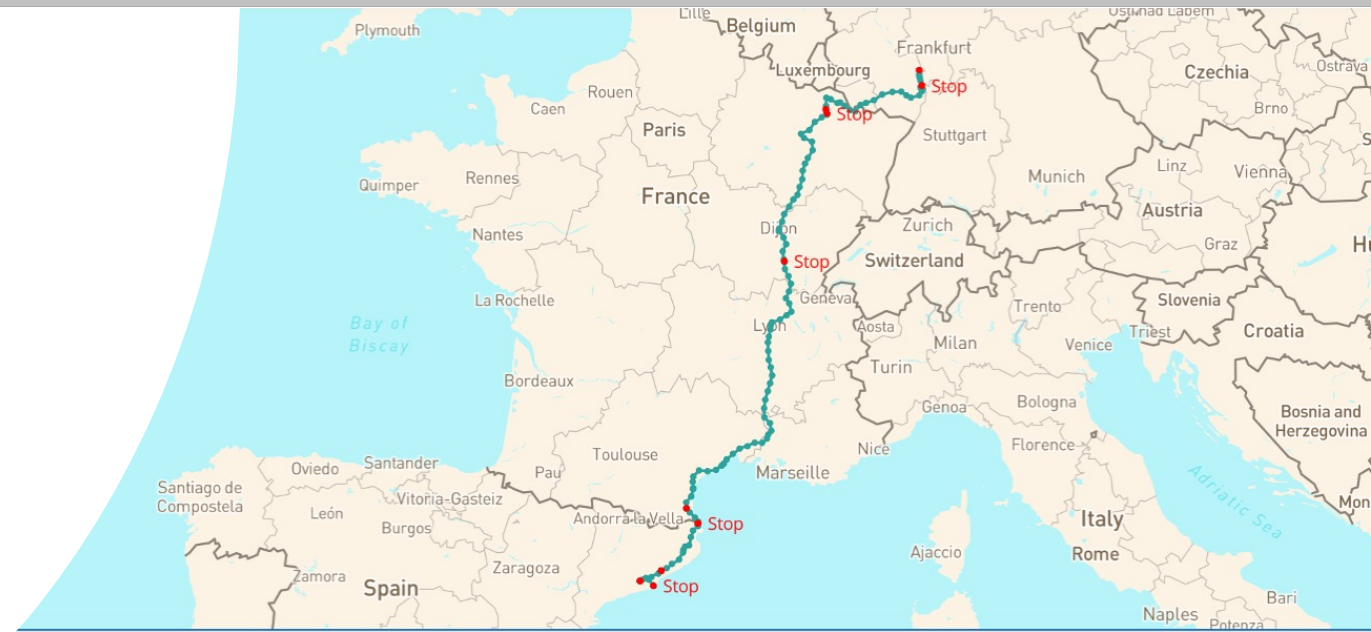 Lille
Ostrhad Labem
Plymouth
Belgium
Frankfurt
Luxembourg
Czechia
Ostrava
Rouen
Stop
Caen
Stop
Brno
Paris
Stuttgart
Linz
Vienna
Quimper
Rennes
Munich
France
Austria
Dijon
Zurich
Nantes
Graz
Stop
Switzerland
La Rochelle
Geneva
Slovenia
Trento
Bay of
Biscay
Lyon
Aosta
Triest
Croatia
Milan
Venice
Turin
Bordeaux
Genoa
Bologna
Bosnia and
Herzegovina
Nice
Florence
Toulouse
Santander
Oviedo
Pau
Marseille
Santiago de
Compostela
Vitoria-Gasteiz
Adriatic Sea
León
Andorra la Vella
Stop
Italy
Burgos
Ajaccio
Rome
Zaragoza
Zamora
Spain
Stop
Bari
Naples
Potenza